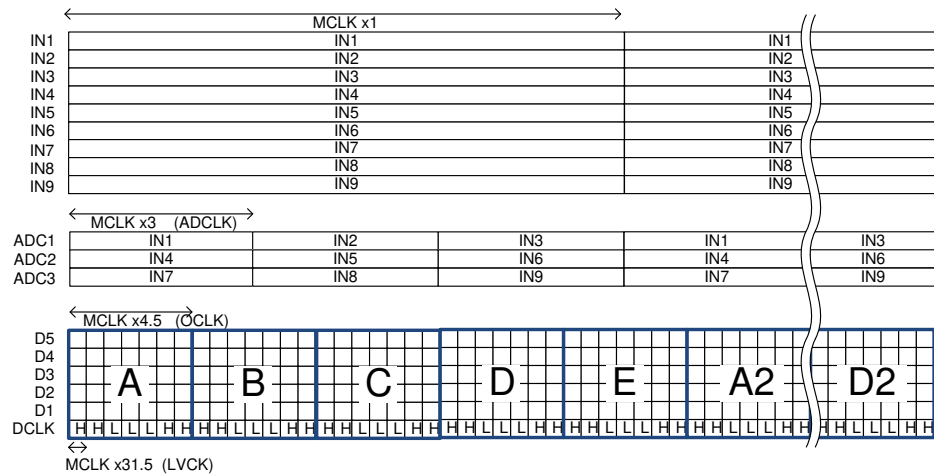 MCLK x1
IN1 IN1 IN1
IN2 IN2 IN2
IN3 IN3 IN3
IN4 IN4 IN4
IN5 IN5 IN5
IN6 IN6 IN6
IN7 IN7 IN7
IN8 IN8 IN8
IN9 IN9 IN9
MCLK x3 (ADCLK)
ADC1 IN1 IN2 IN3 IN1 IN3
ADC2 IN4 IN5 IN6 IN4 IN6
ADC3 IN7 IN8 IN9 IN7 IN9
MCLK x4.5 (OCLK)
D5
D4
D3
D2
D1
A B C D E A2 D2
DCLK H H L L L H H H H L L L H H H H L L L H H H H L L L H H H H L L L H H H H L L L H H H H L L L H H
MCLK x31.5 (LVCK)